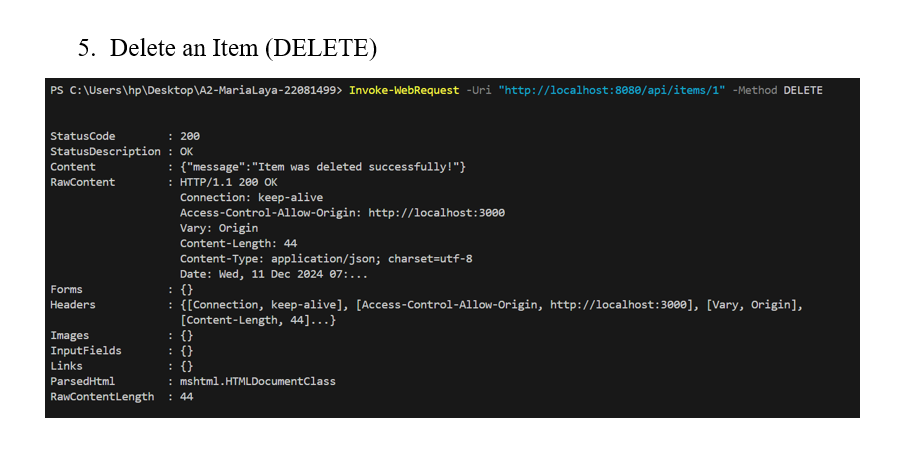 5. Delete an Item (DELETE)
PS C:\Users\hp\Desktop\A2-MariaLaya-22081499> Invoke-WebRequest -Uri "http://localhost:8080/api/items/1" -Method DELETE
StatusCode : 200
StatusDescription : OK
Content : {"message":"Item was deleted successfully!"}
RawContent : HTTP/1.1 200 OK
Connection: keep-alive
Access-Control-Allow-Origin: http://localhost:3000
Vary: Origin
Content-Length: 44
Content-Type: application/json; charset=utf-8
Date: Wed, 11 Dec 2024 07:...
Forms : {}
Headers : {[Connection, keep-alive], [Access-Control-Allow-Origin, http://localhost:3000], [Vary, Origin],
[Content-Length, 44]...}
Images : {}
InputFields : {}
Links : {}
ParsedHtml : mshtml.HTMLDocumentClass
RawContentLength : 44